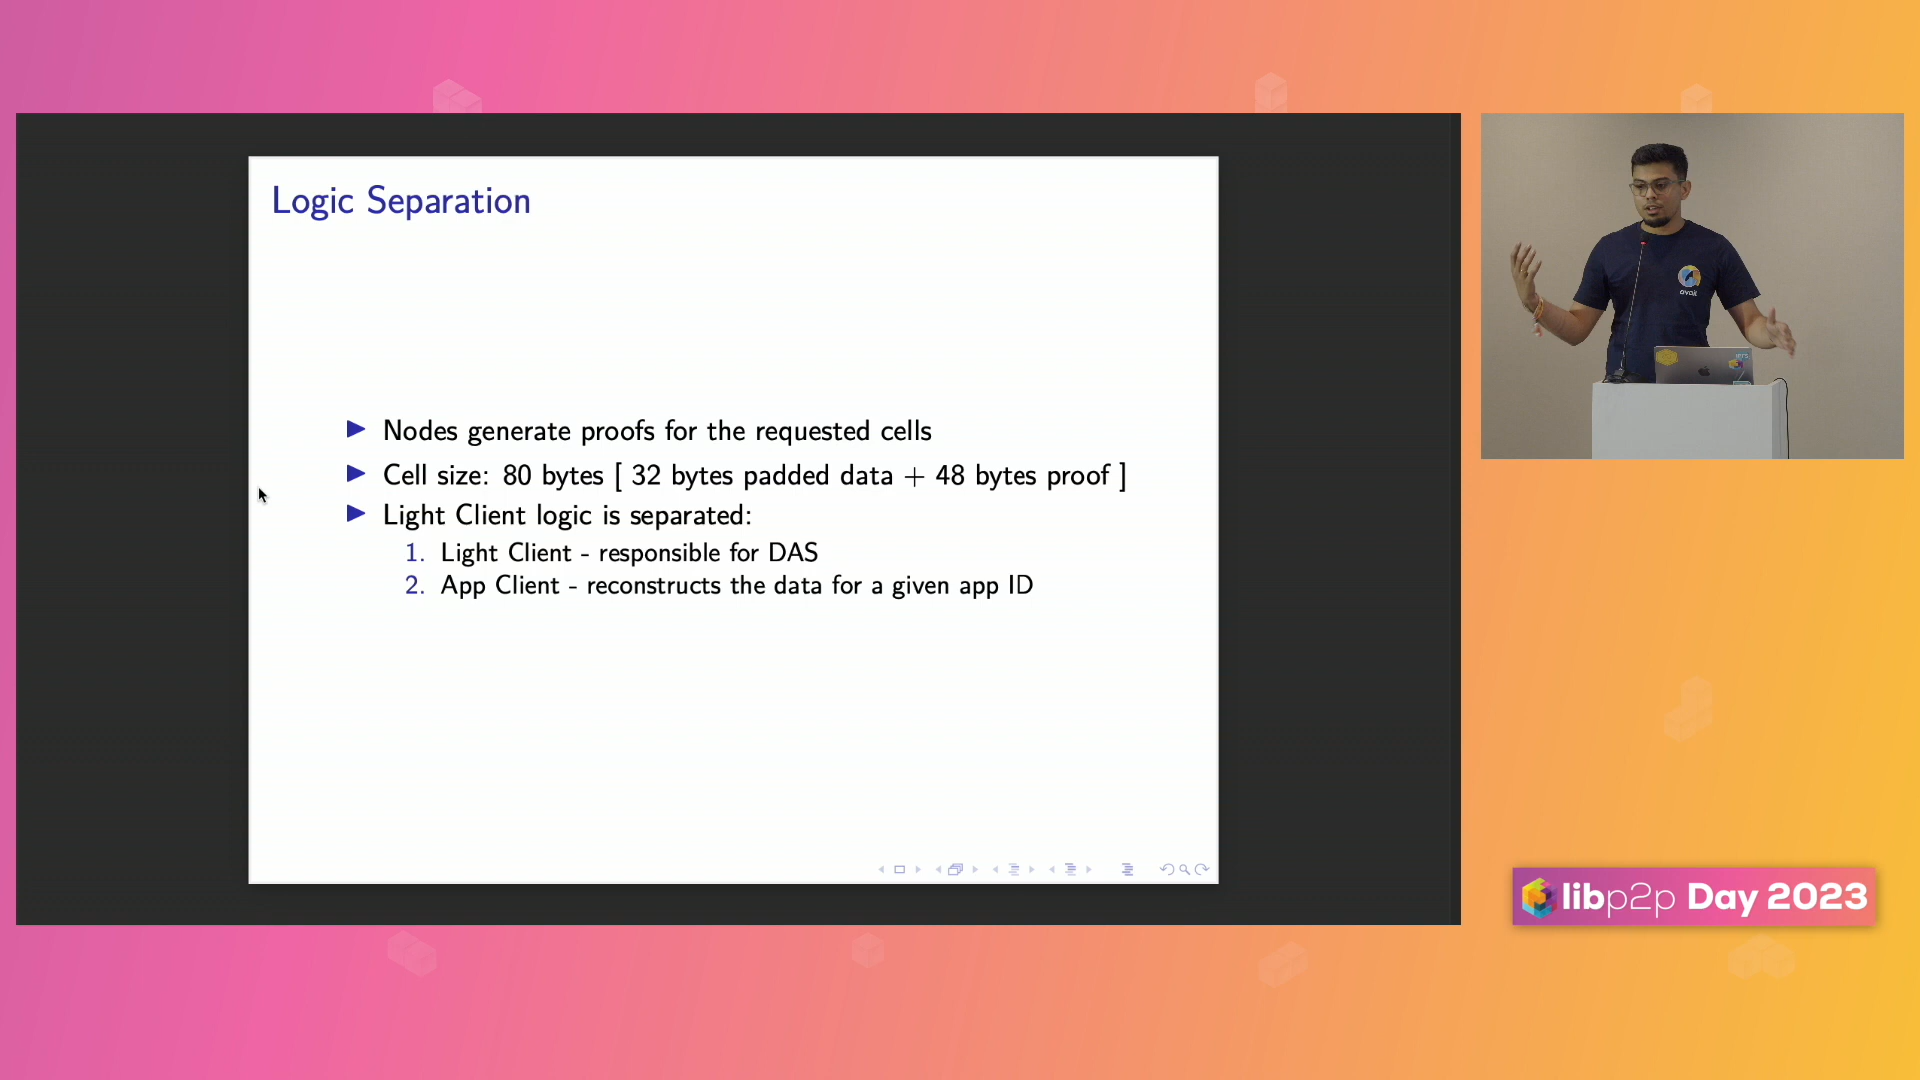 Logic Separation
Nodes generate proofs for the requested cells
Cell size: 80 bytes [ 32 bytes padded data + 48 bytes proof ]
Light Client logic is separated:
1. Light Client - responsible for DAS
2. App Client - reconstructs the data for a given app ID
avail
libp2p Day 2023